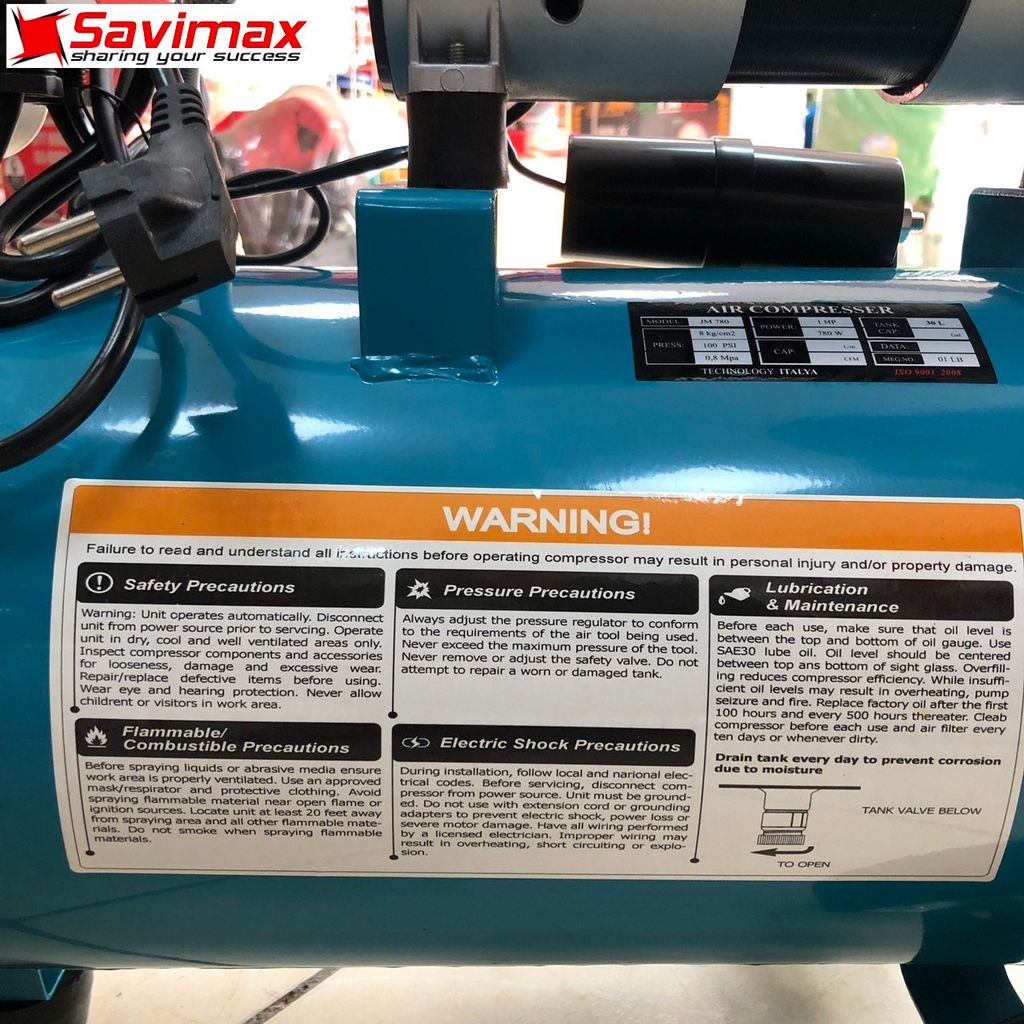 Savimax
sharing your success
AIR COMPRESSER
MODEL: JM 780
PRESS: 8 kg/cm2
100 PSI
0,8 Mpa
POWER: 1 HP
780 W
CAP: L/m
CFM
TANK CAP 30 L
Gal
DATA:
MEG.NO. 01 LB
TECHNOLOGY ITALYA
ISO 9001 2008
WARNING!
Failure to read and understand all instructions before operating compressor may result in personal injury and/or property damage.
Safety Precautions
Warning: Unit operates automatically. Disconnect
unit from power source prior to servcing. Operate
unit in dry, cool and well ventilated areas only.
Inspect compressor components and accessories
for looseness, damage and excessive wear.
Repair/replace defective items before using.
Wear eye and hearing protection. Never allow
childrent or visitors in work area.
Pressure Precautions
Always adjust the pressure regulator to conform
to the requirements of the air tool being used.
Never exceed the maximum pressure of the tool.
Never remove or adjust the safety valve. Do not
attempt to repair a worn or damaged tank.
Lubrication
& Maintenance
Before each use, make sure that oil level is
between the top and bottom of oil gauge. Use
SAE30 lube oil. Oil level should be centered
between top ans bottom of sight glass. Overfill-
ing reduces compressor efficiency. While insuffi-
cient oil levels may result in overheating, pump
seizure and fire. Replace factory oil after the first
100 hours and every 500 hours thereater. Cleab
compressor before each use and air filter every
ten days or whenever dirty.
Drain tank every day to prevent corrosion
due to moisture
TANK VALVE BELOW
TO OPEN
Flammable/
Combustible Precautions
Before spraying liquids or abrasive media ensure
work area is properly ventilated. Use an approved
mask/respirator and protective clothing. Avoid
spraying flammable material near open flame or
ignition sources. Locate unit at least 20 feet away
from spraying area and all other flammable mate-
rials. Do not smoke when spraying flammable
materials.
Electric Shock Precautions
During installation, follow local and narional elec-
trical codes. Before servicing, disconnect com-
pressor from power source. Unit must be ground-
ed. Do not use with extension cord or grounding
adapters to prevent electric shock, power loss or
severe motor damage. Have all wiring performed
by a licensed electrician. Improper wiring may
result in overheating, short circuiting or explo-
sion.